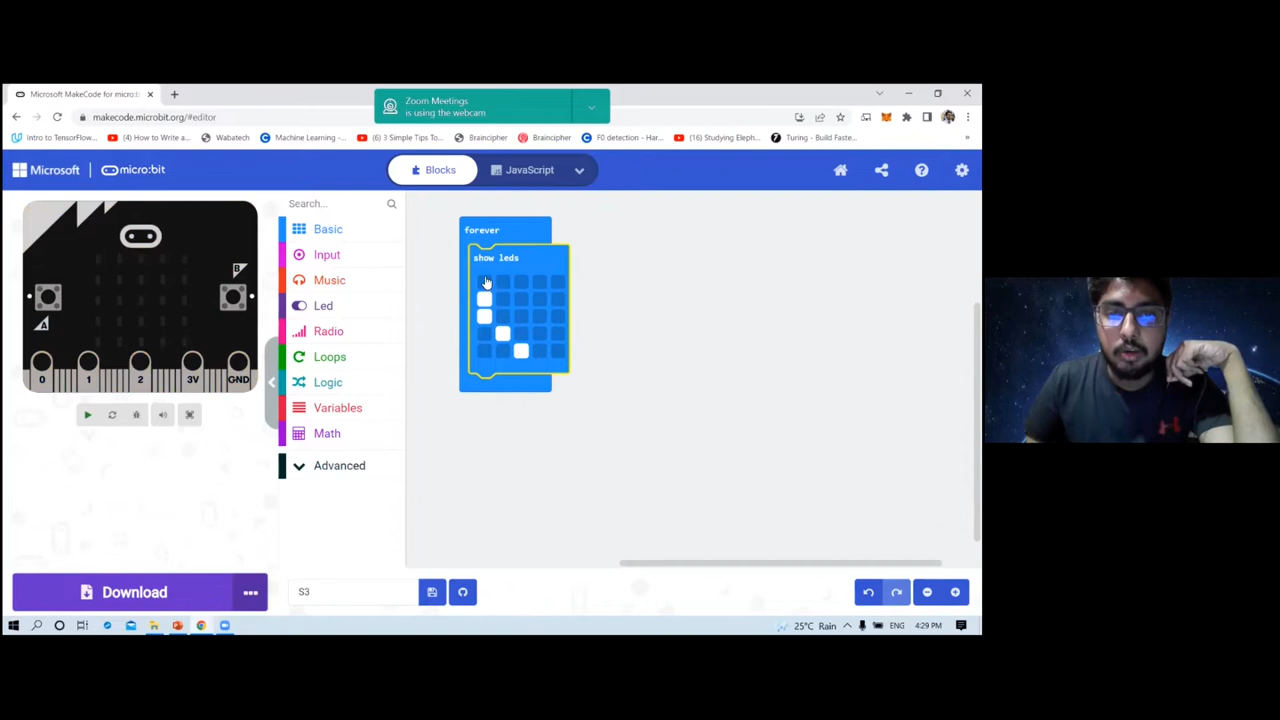 Microsoft MakeCode for micro:b
Zoom Meetings
is using the webcam
makecode.microbit.org/#editor
Intro to TensorFlow...
(4) How to Write a...
Wabatech
Machine Learning -...
(6) 3 Simple Tips To...
Braincipher
Braincipher
F0 detection - Har...
(16) Studying Eleph...
Turing - Build Faste...
»
Microsoft
micro:bit
Blocks
JavaScript
Search...
Basic
Input
Music
Led
Radio
Loops
Logic
Variables
Math
Advanced
B
A
0 1 2 3V GND
forever
show leds
Download
S3
25°C Rain
ENG
4:29 PM